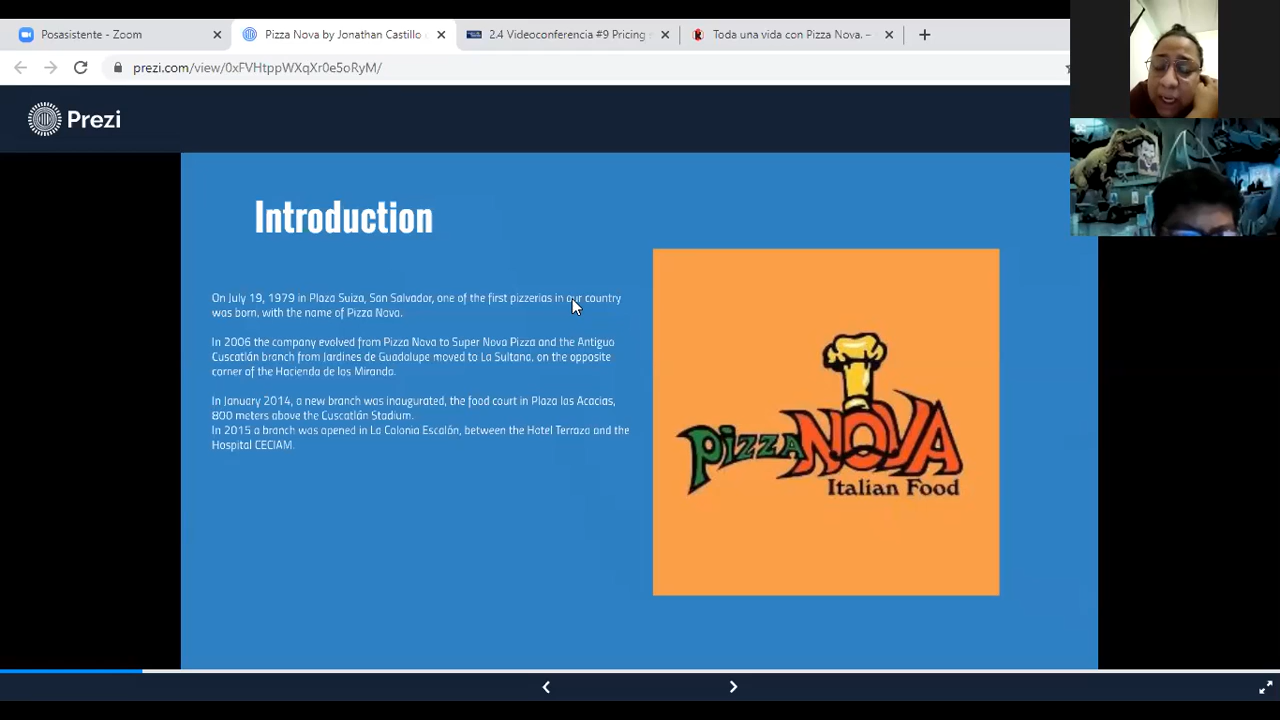 Posasistente - Zoom
Pizza Nova by Jonathan Castillo
2.4 Videoconferencia #9 Pricing
Toda una vida con Pizza Nova. –
prezi.com/view/0xFVHtppWXqXr0e5oRyM/
Prezi
Introduction
On July 19, 1979 in Plaza Suiza, San Salvador, one of the first pizzerias in our country
was born, with the name of Pizza Nova.
In 2006 the company evolved from Pizza Nova to Super Nova Pizza and the Antiguo
Cuscatlán branch from Jardines de Guadalupe moved to La Sultana, on the opposite
corner of the Hacienda de los Miranda.
In January 2014, a new branch was inaugurated, the food court in Plaza las Acacias,
800 meters above the Cuscatlán Stadium.
In 2015 a branch was opened in La Colonia Escalón, between the Hotel Terraza and the
Hospital CECIAM.
pizza NOVA
Italian Food